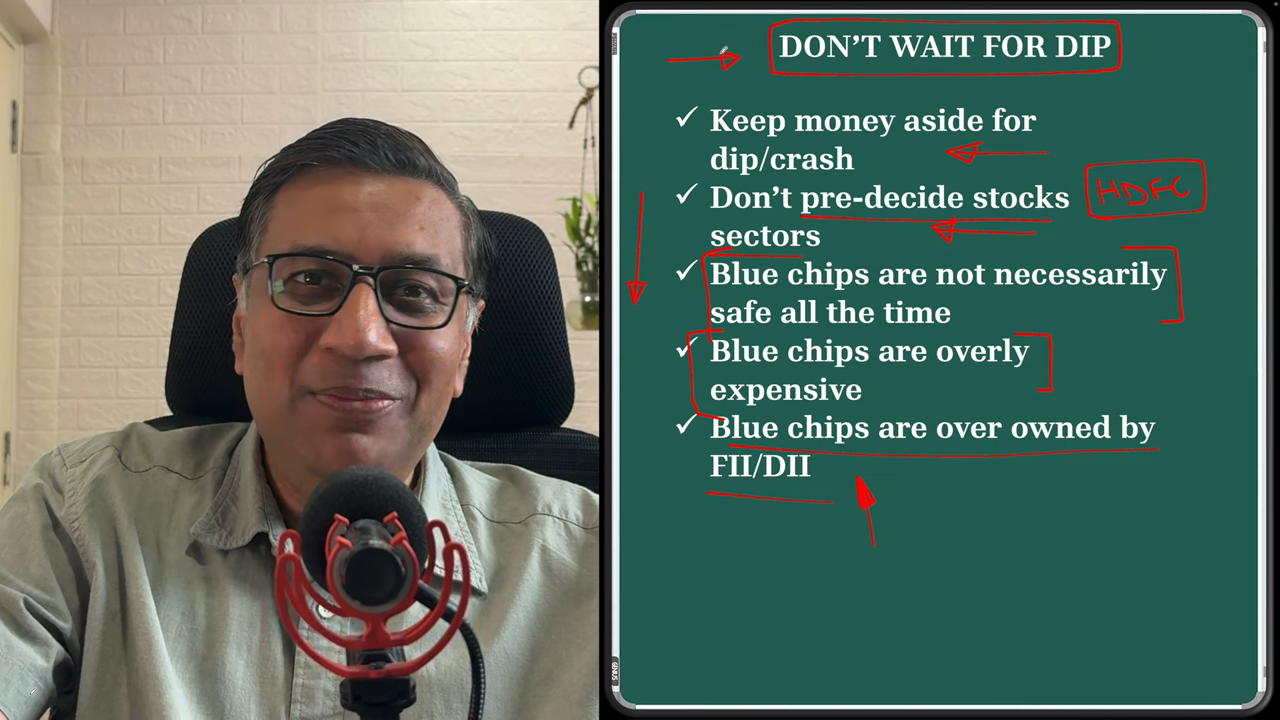 DON'T WAIT FOR DIP
✓ Keep money aside for
dip/crash
✓ Don't pre-decide stocks
HDFC
sectors
✓ Blue chips are not necessarily
safe all the time
✓ Blue chips are overly
expensive
✓ Blue chips are over owned by
FII/DII
GENIUS